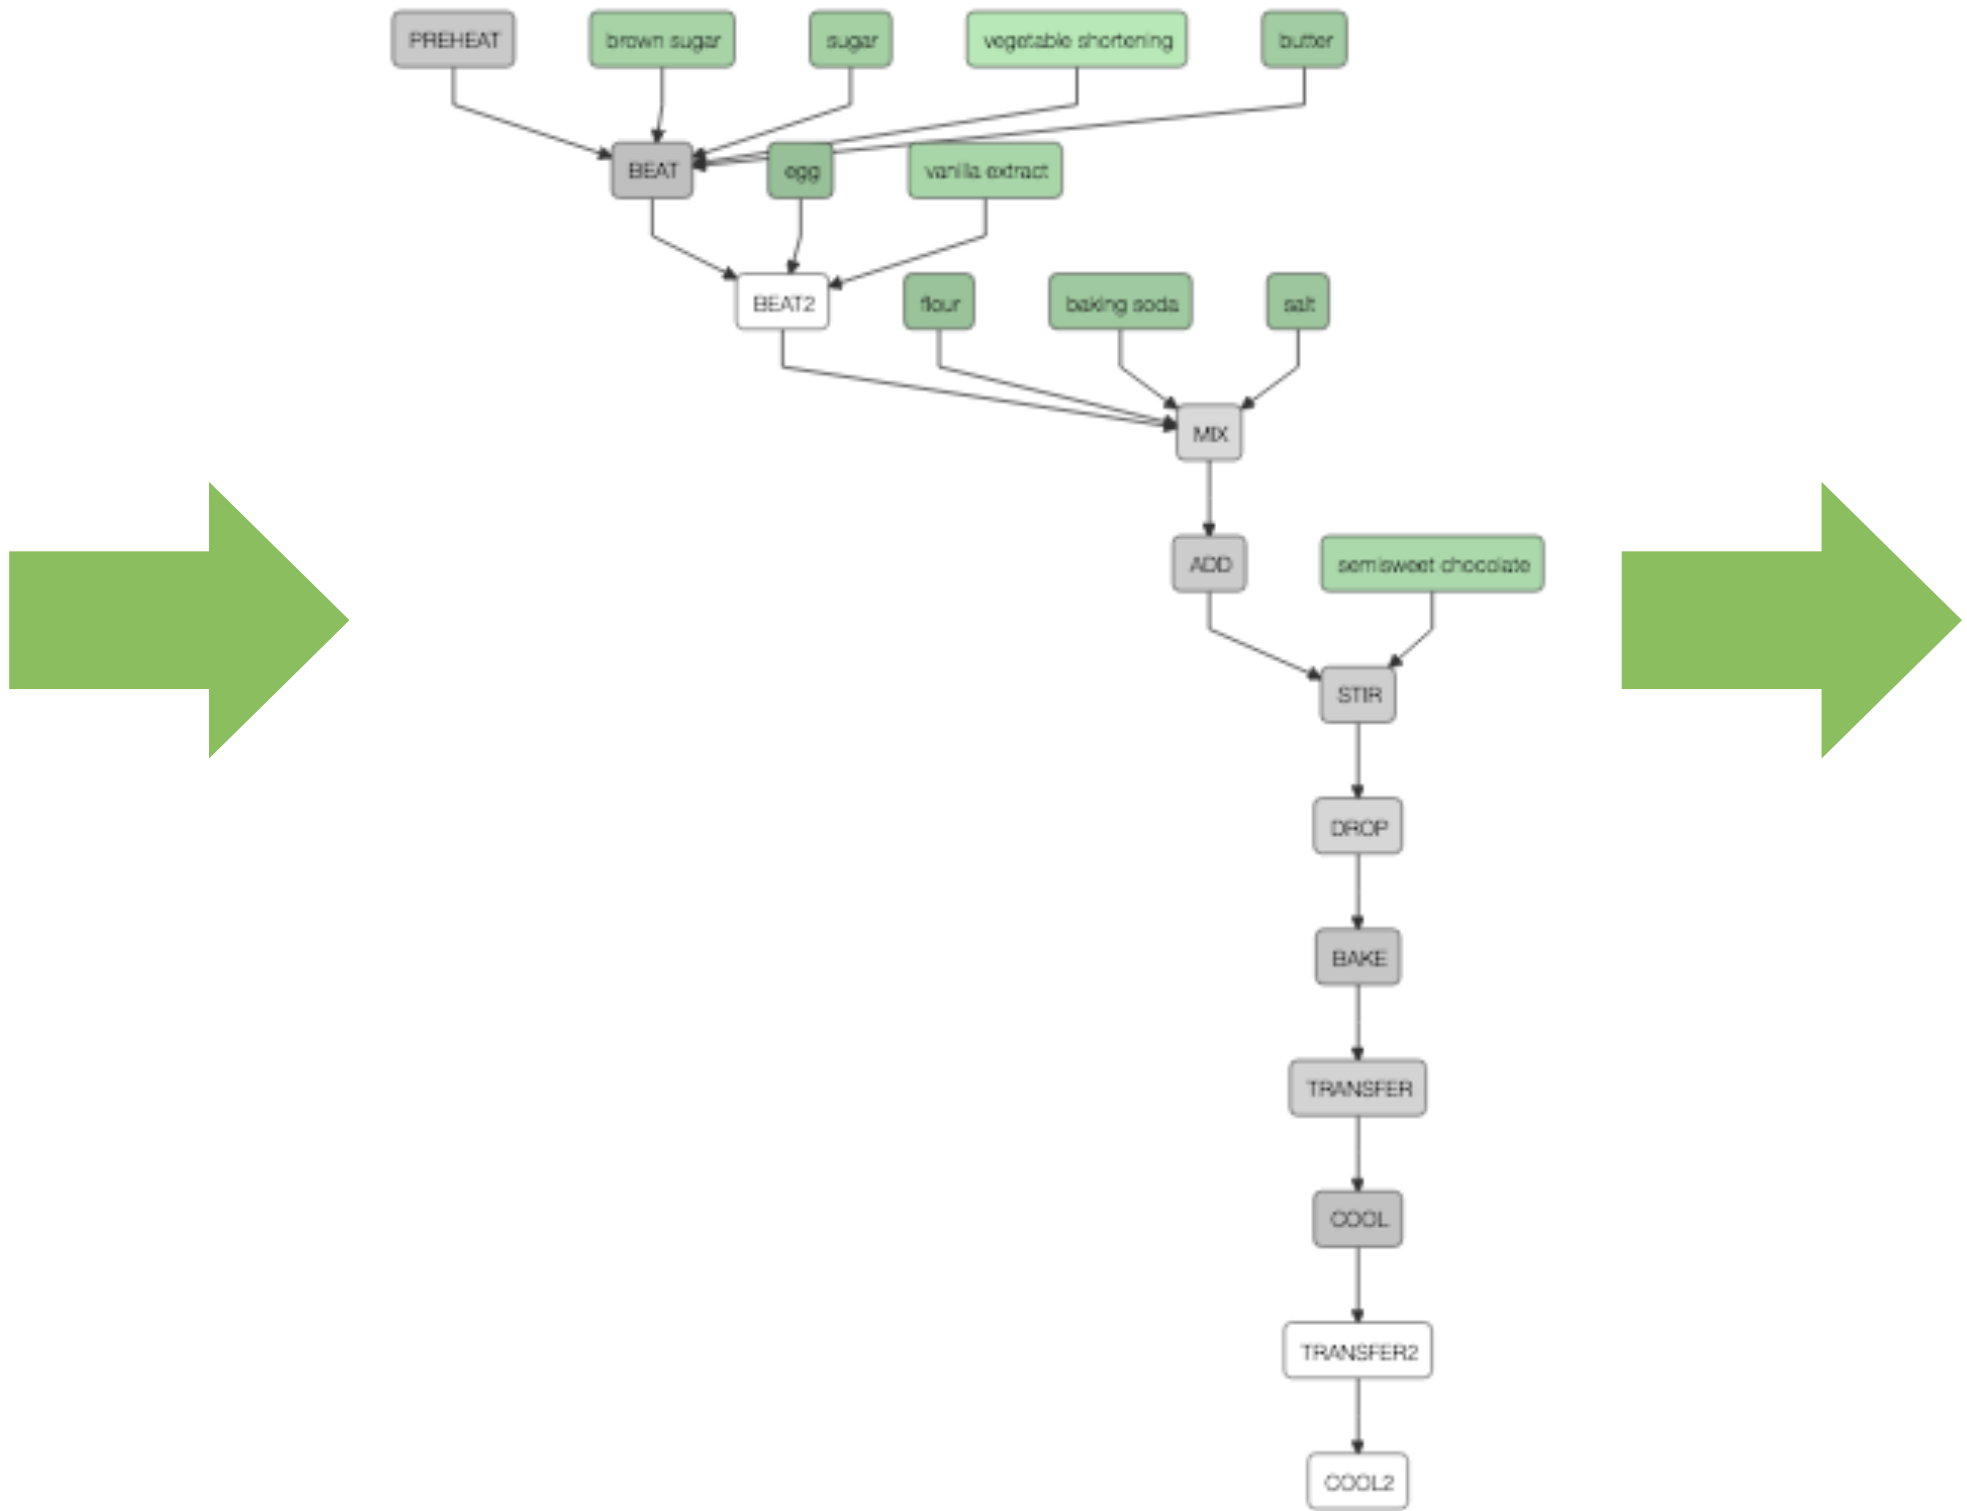 PREHEAT
brown sugar
sugar
vegetable shortening
butter
BEAT
egg
vanilla extract
BEAT2
flour
baking soda
salt
MIX
ADD
semisweet chocolate
STIR
DROP
BAKE
TRANSFER
COOL
TRANSFER2
COOL2